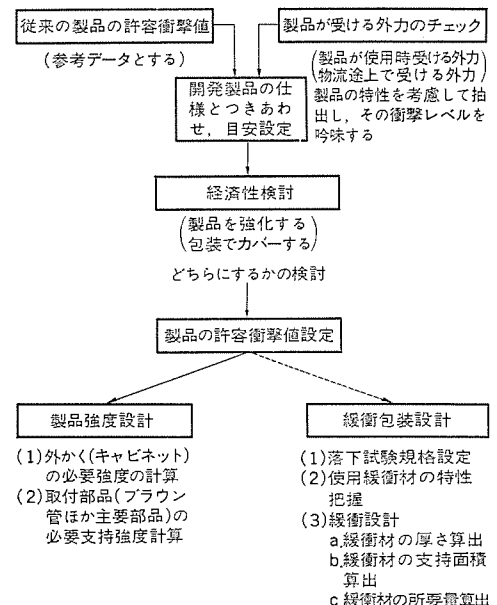 従来の製品の許容衝撃値
製品が受ける外力のチェック
(参考データとする)
(製品が使用時受ける外力
物流途上で受ける外力)
製品の特性を考慮して抽
出し,その衝撃レベルを
吟味する
開発製品の仕
様とつきあわ
せ,目安設定
経済性検討
(製品を強化する
包装でカバーする)
どちらにするかの検討
製品の許容衝撃値設定
製品強度設計
(1)外かく(キャビネット)
の必要強度の計算
(2)取付部品(ブラウン
管ほか主要部品)の
必要支持強度計算
緩衝包装設計
(1)落下試験規格設定
(2)使用緩衝材の特性
把握
(3)緩衝設計
a.緩衝材の厚さ算出
b.緩衝材の支持面積
算出
c.緩衝材の所要量算出